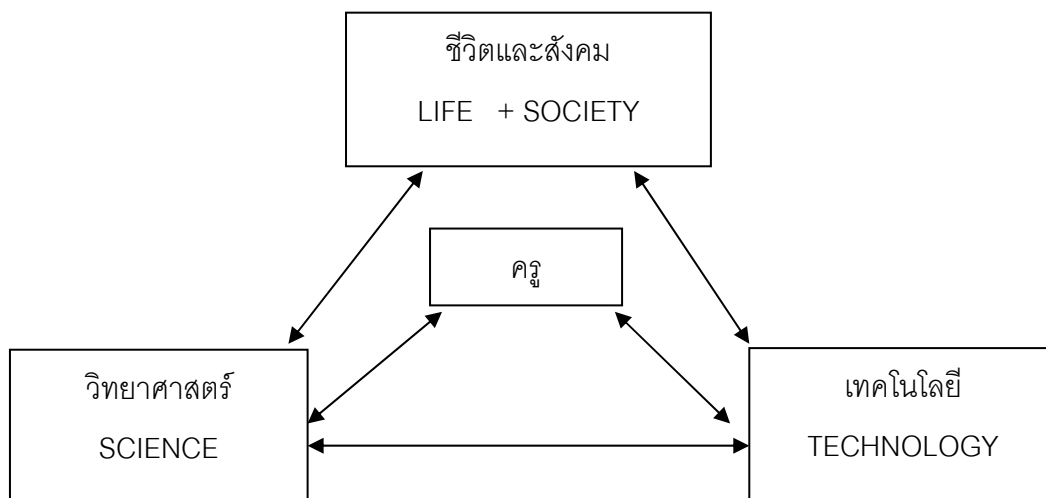 ชีวิตและสังคม
LIFE + SOCIETY
ครู
วิทยาศาสตร์
SCIENCE
เทคโนโลยี
TECHNOLOGY